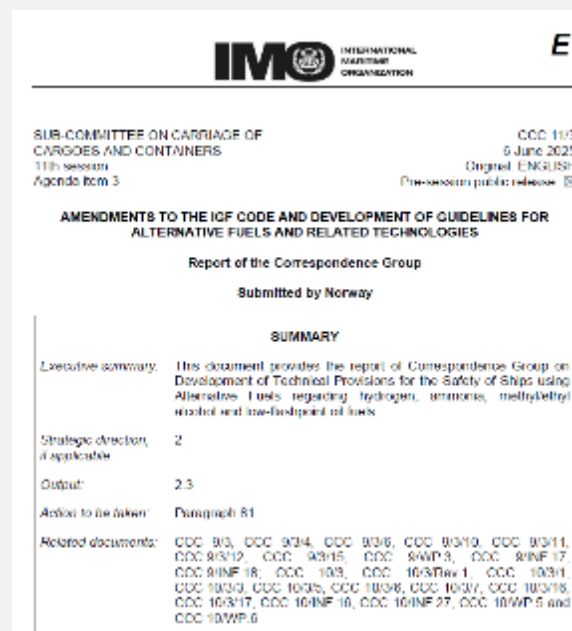 IMO
INTERNATIONAL
MARITIME
ORGANIZATION
E
SUB-COMMITTEE ON CARRIAGE OF
CARGOES AND CONTAINERS
11th session
Agenda item 3
CCC 11/3
6 June 2025
Original: ENGLISH
Pre-session public release: ☒
AMENDMENTS TO THE IGF CODE AND DEVELOPMENT OF GUIDELINES FOR
ALTERNATIVE FUELS AND RELATED TECHNOLOGIES
Report of the Correspondence Group
Submitted by Norway
SUMMARY
Executive summary: This document provides the report of Correspondence Group on
Development of Technical Provisions for the Safety of Ships using
Alternative Fuels regarding hydrogen, ammonia, methyl/ethyl
alcohol and low-flashpoint oil fuels
Strategic direction, 2
if applicable
Output: 2.3
Action to be taken: Paragraph 81
Related documents: CCC 9/3, CCC 9/3/4, CCC 9/3/6, CCC 9/3/10, CCC 9/3/11,
CCC 9/3/12, CCC 9/3/15, CCC 9/WP.3, CCC 9/INF.17,
CCC 9/INF.18; CCC 10/3, CCC 10/3/Rev.1, CCC 10/3/1,
CCC 10/3/3, CCC 10/3/5, CCC 10/3/6, CCC 10/3/7, CCC 10/3/16,
CCC 10/3/17, CCC 10/INF.16, CCC 10/INF.27, CCC 10/WP.5 and
CCC 10/WP.6